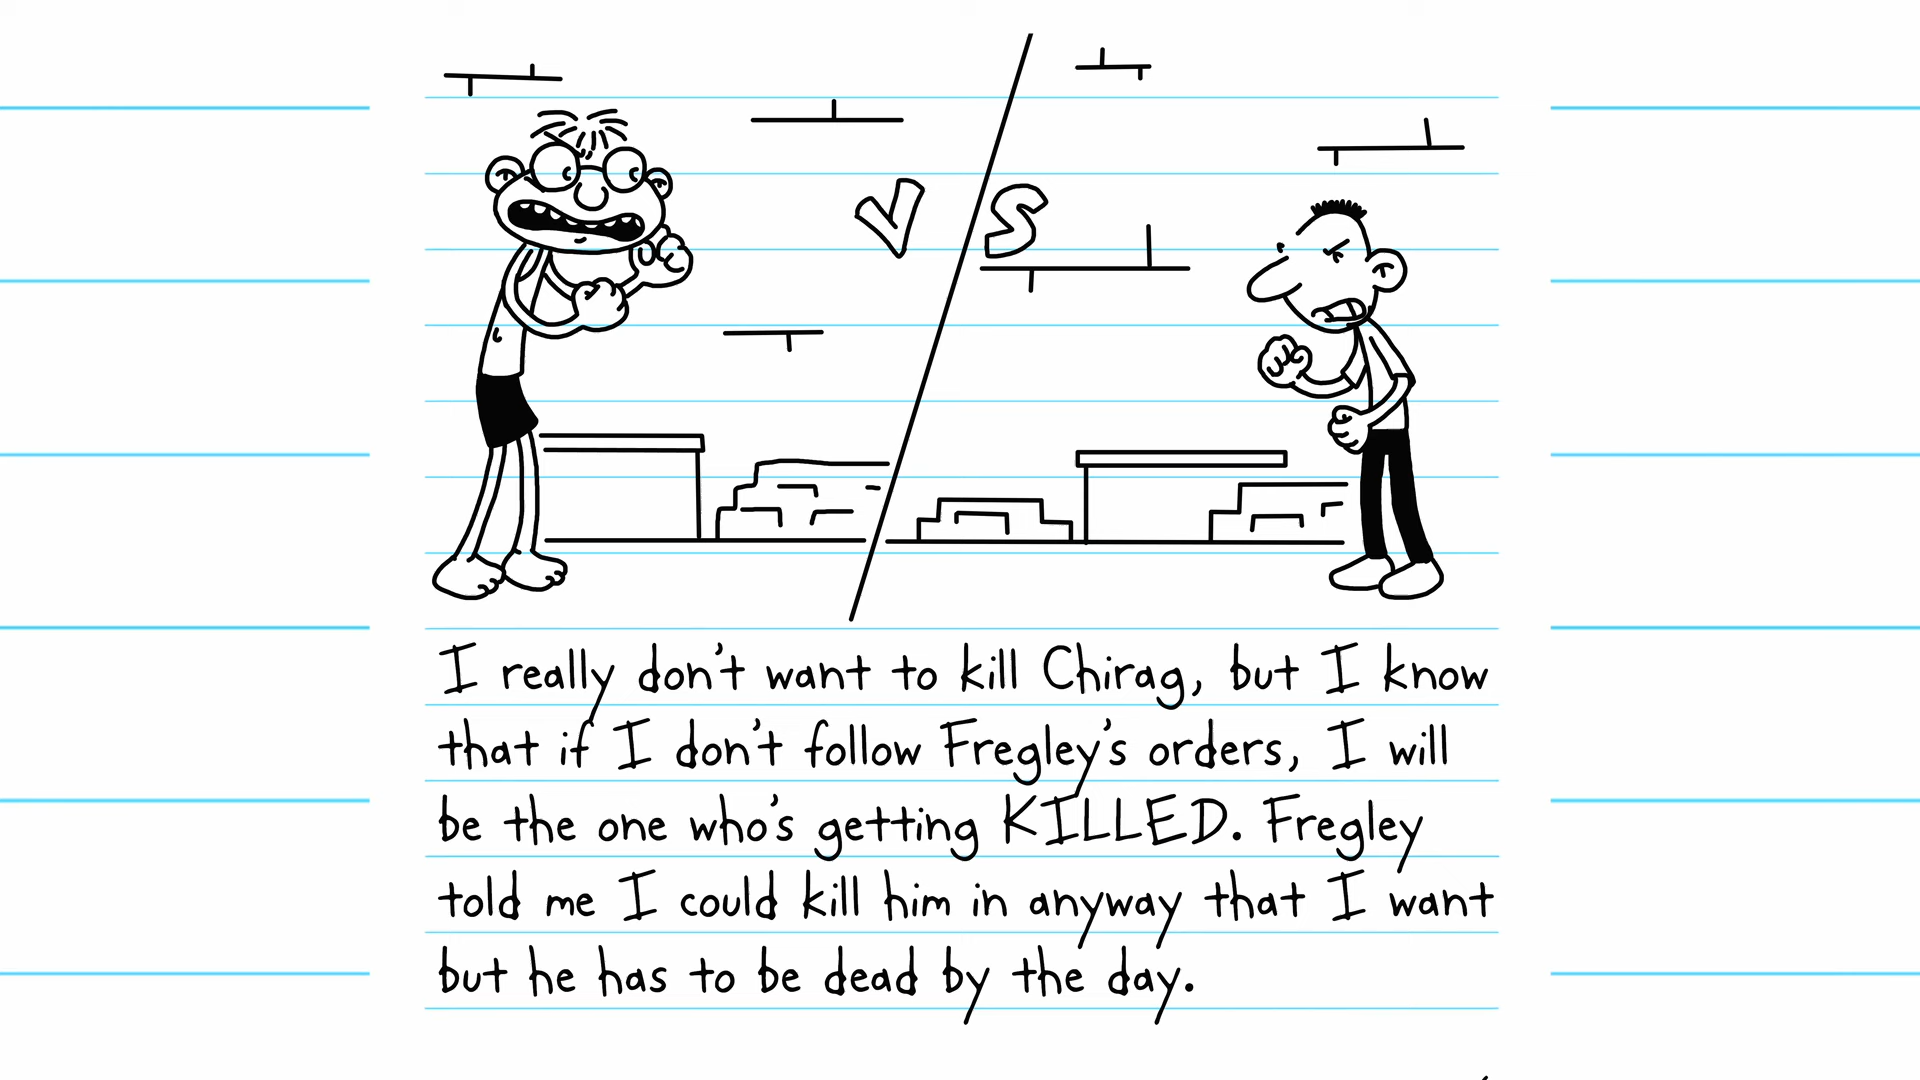 V S
I really don't want to kill Chirag, but I know
that if I don't follow Fregley's orders, I will
be the one who's getting KILLED. Fregley
told me I could kill him in anyway that I want
but he has to be dead by the day.